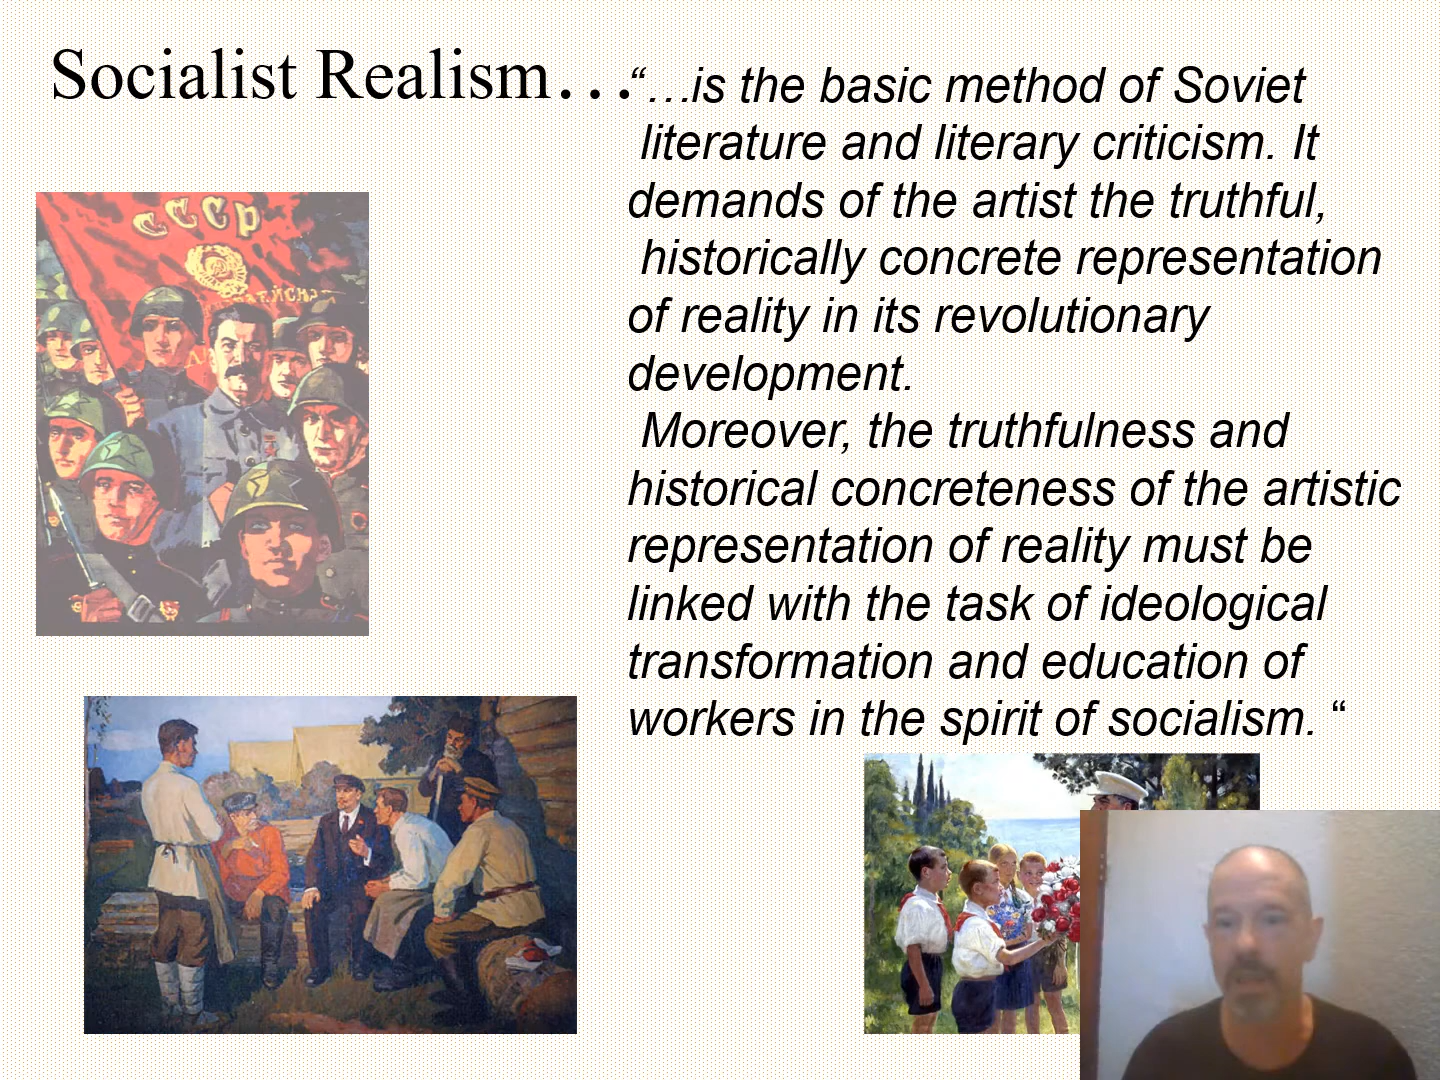 Socialist Realism…
“…is the basic method of Soviet
literature and literary criticism. It
demands of the artist the truthful,
historically concrete representation
of reality in its revolutionary
development.
Moreover, the truthfulness and
historical concreteness of the artistic
representation of reality must be
linked with the task of ideological
transformation and education of
workers in the spirit of socialism. “
СССР